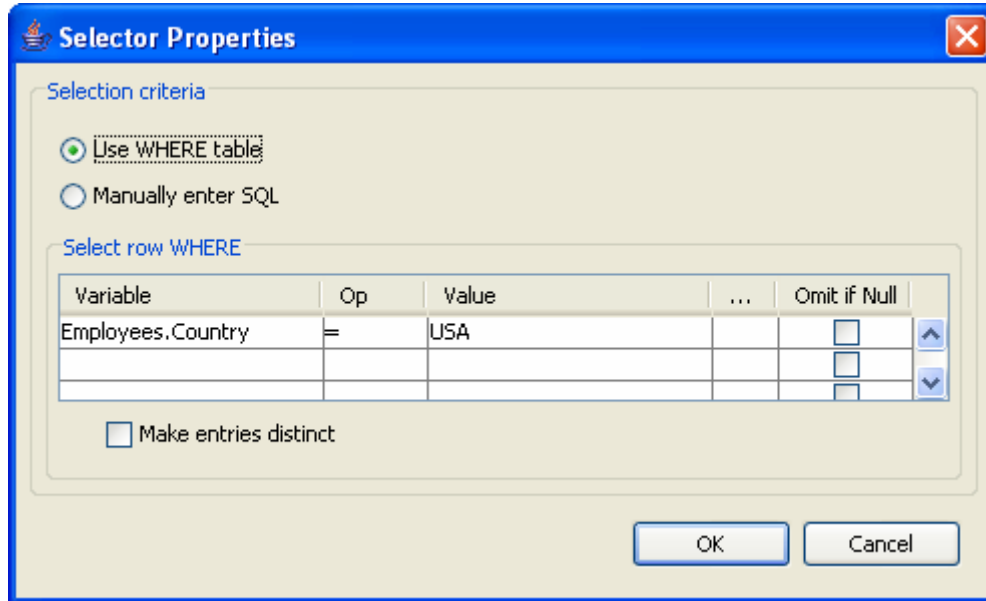 Selector Properties
Selection criteria
Use WHERE table
Manually enter SQL
Select row WHERE
Variable Op Value ... Omit if Null
Employees.Country = USA
Make entries distinct
OK Cancel